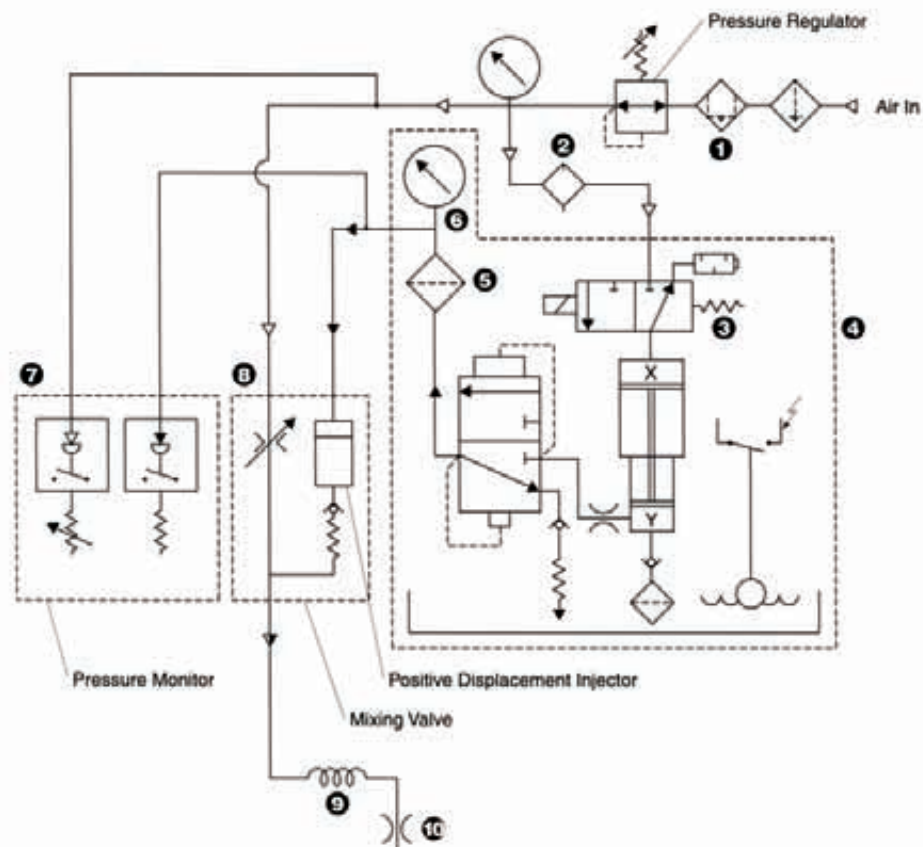 Pressure Regulator
Air In
1
2
6
5
3
4
X
7
8
Y
Pressure Monitor
Positive Displacement Injector
Mixing Valve
9
10